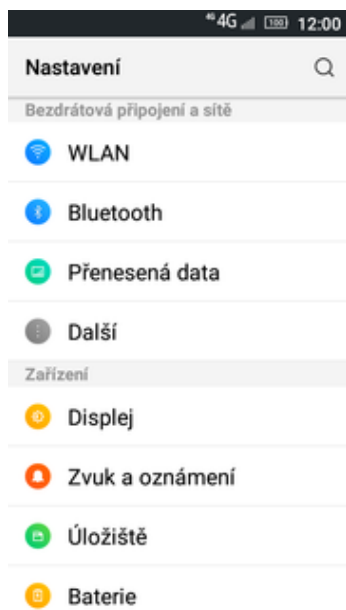 4G 4G 100 12:00
Nastavení
Bezdrátová připojení a sítě
WLAN
Bluetooth
Přenesená data
Další
Zařízení
Displej
Zvuk a oznámení
Úložiště
Baterie